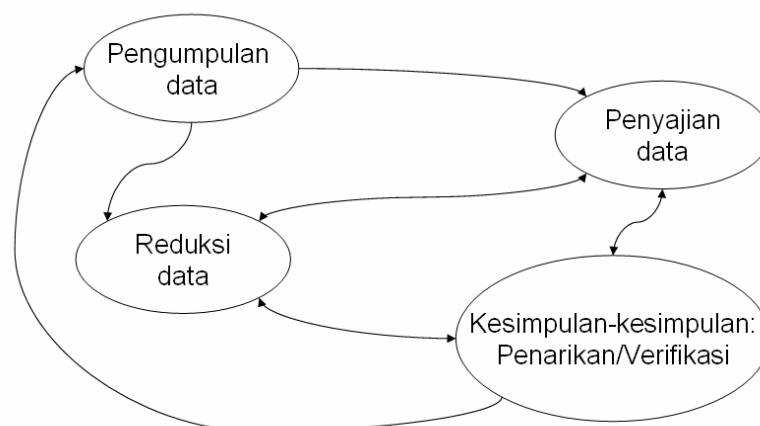 Pengumpulan
data
Penyajian
data
Reduksi
data
Kesimpulan-kesimpulan:
Penarikan/Verifikasi